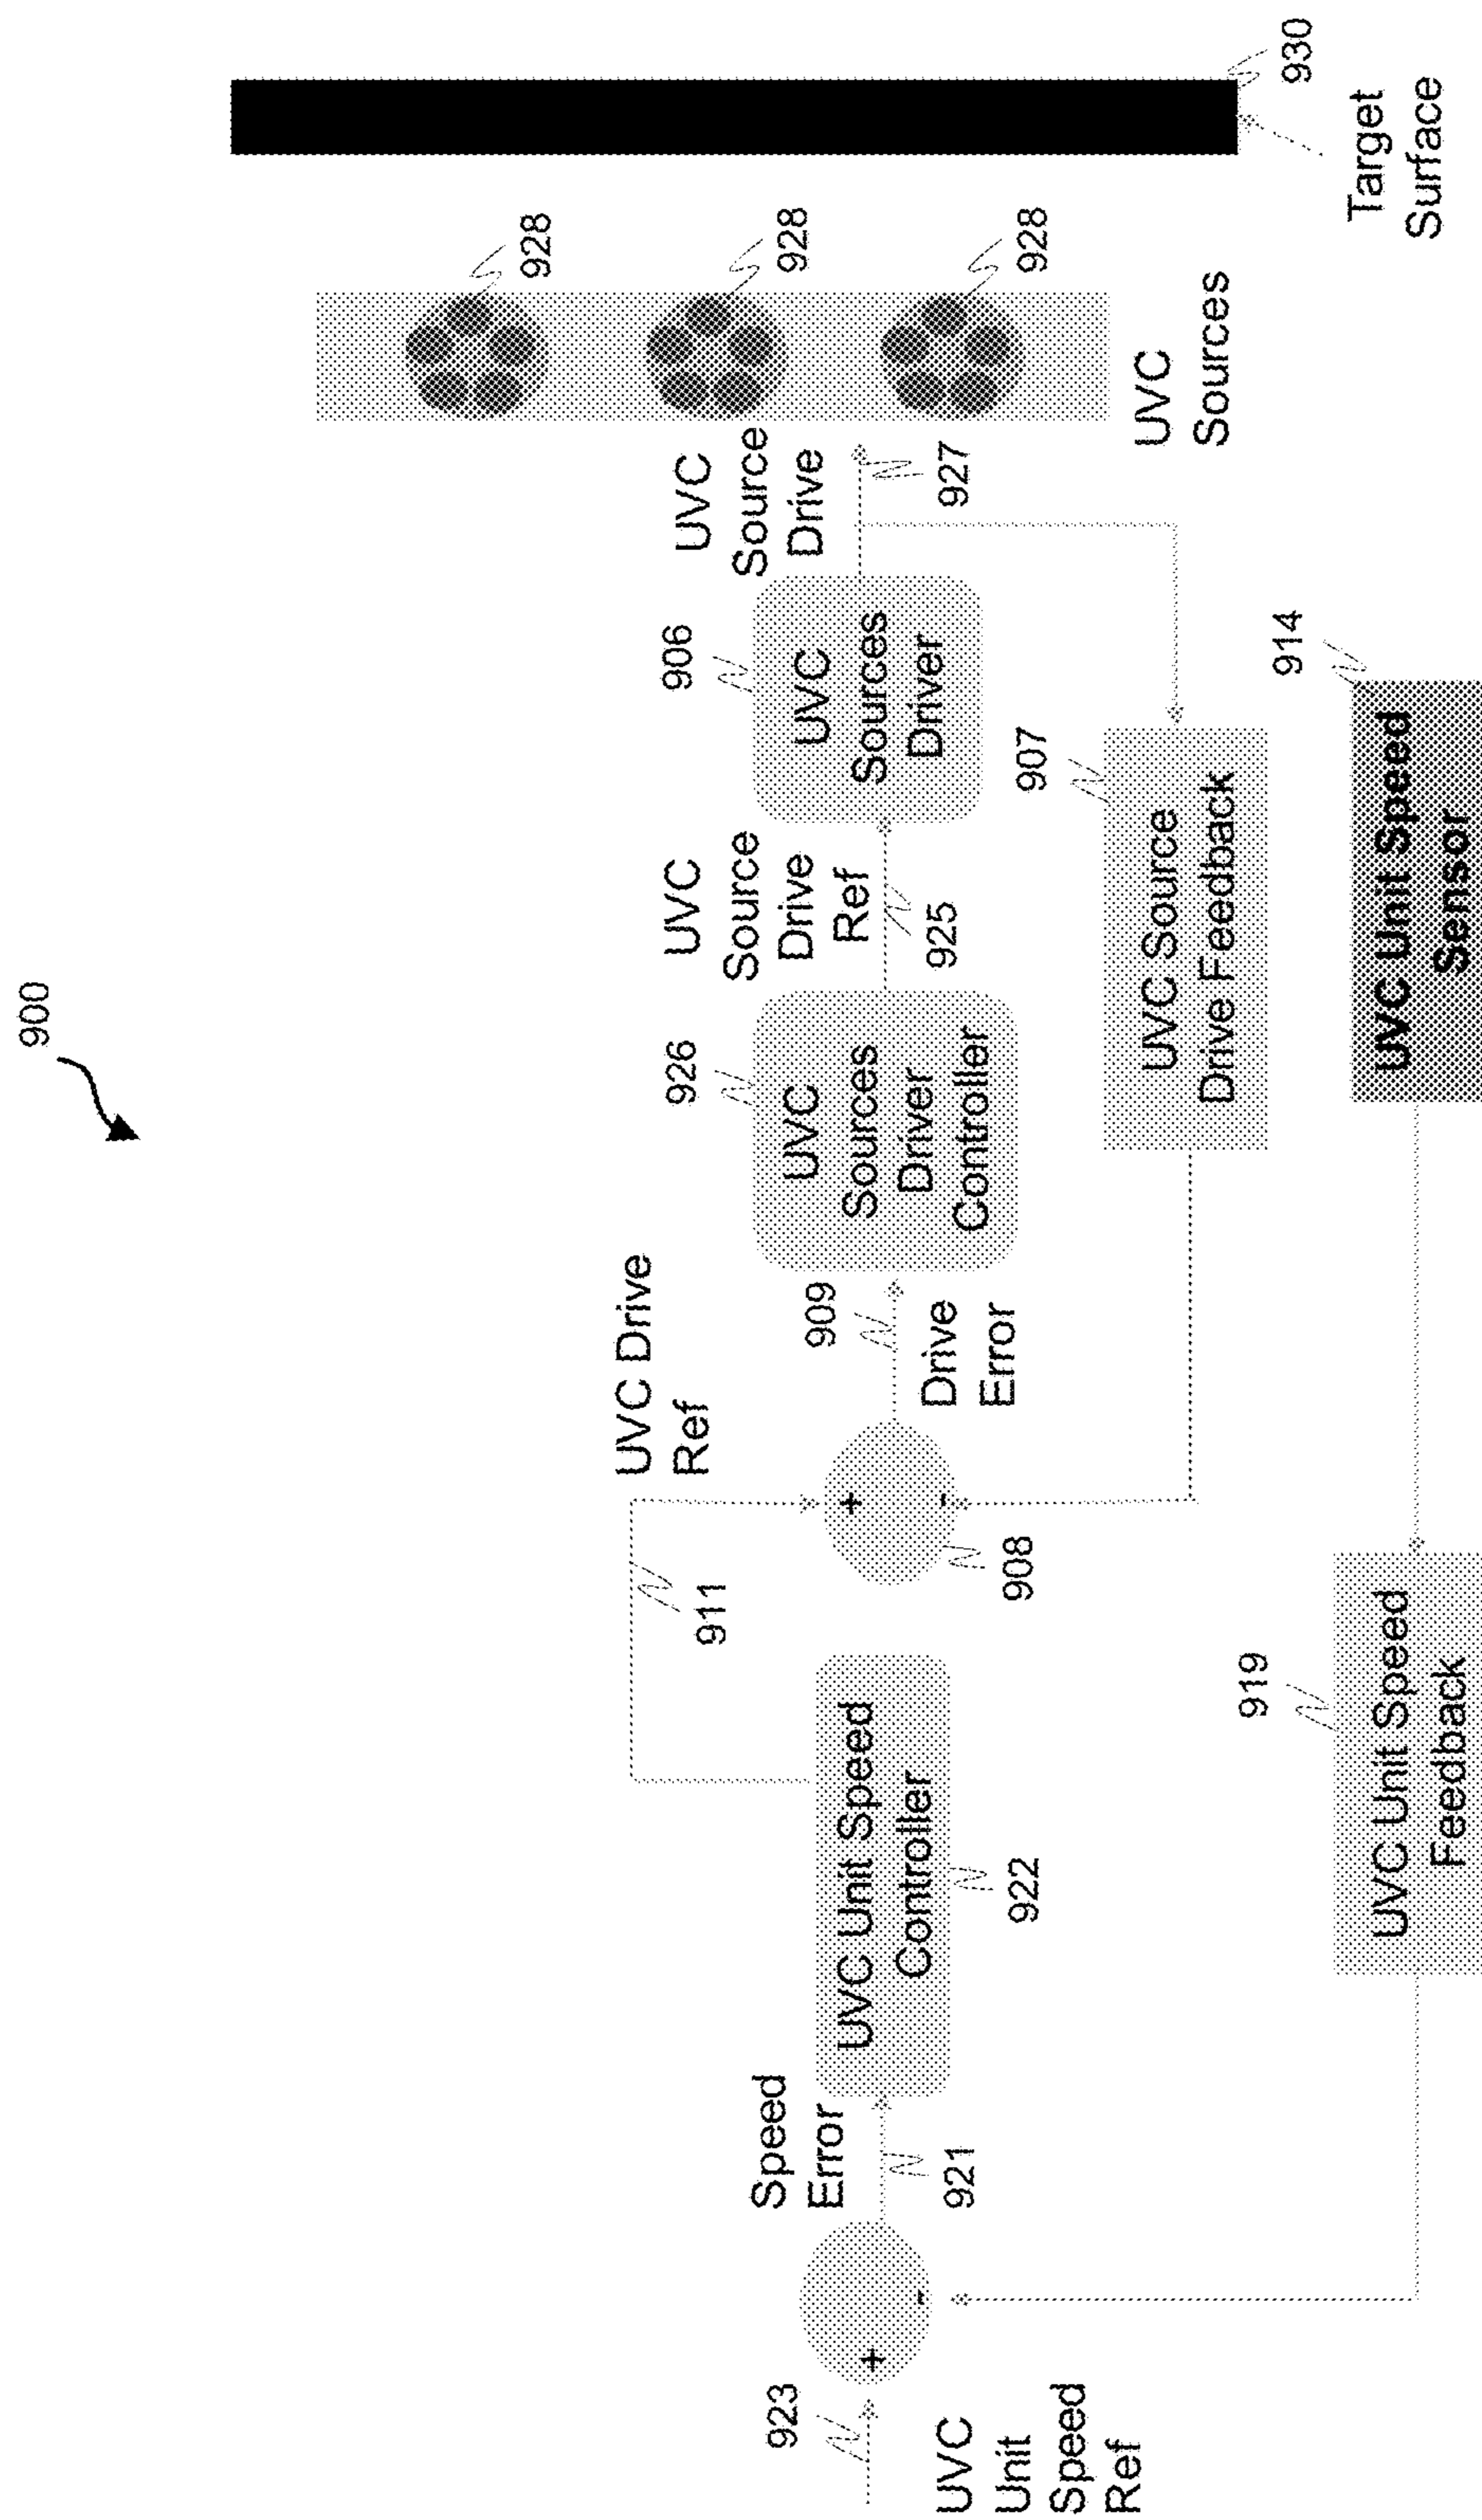 900
UVC Unit
Speed
Ref
923
Speed
Error
921
UVC Unit Speed
Controller
922
911
UVC Drive
Ref
908
909
Drive
Error
926
UVC
Sources
Driver
Controller
UVC
Source
Drive
Ref
925
906
UVC
Sources
Driver
UVC
Source
Drive
927
928
928
928
UVC
Sources
930
Target
Surface
907
UVC Source
Drive Feedback
914
UVC Unit Speed
Sensor
919
UVC Unit Speed
Feedback
+
-
+
-